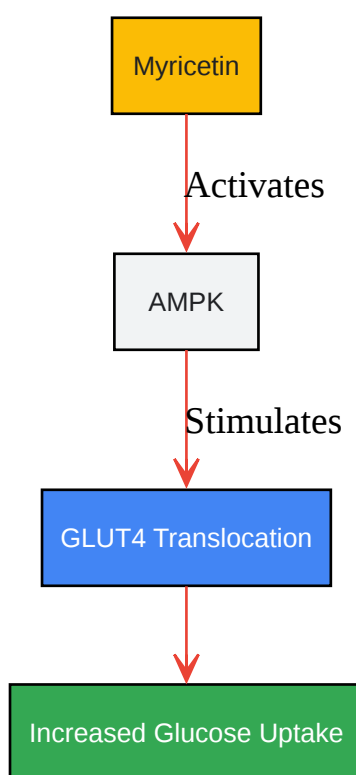 Myricetin
Activates
AMPK
Stimulates
GLUT4 Translocation
Increased Glucose Uptake